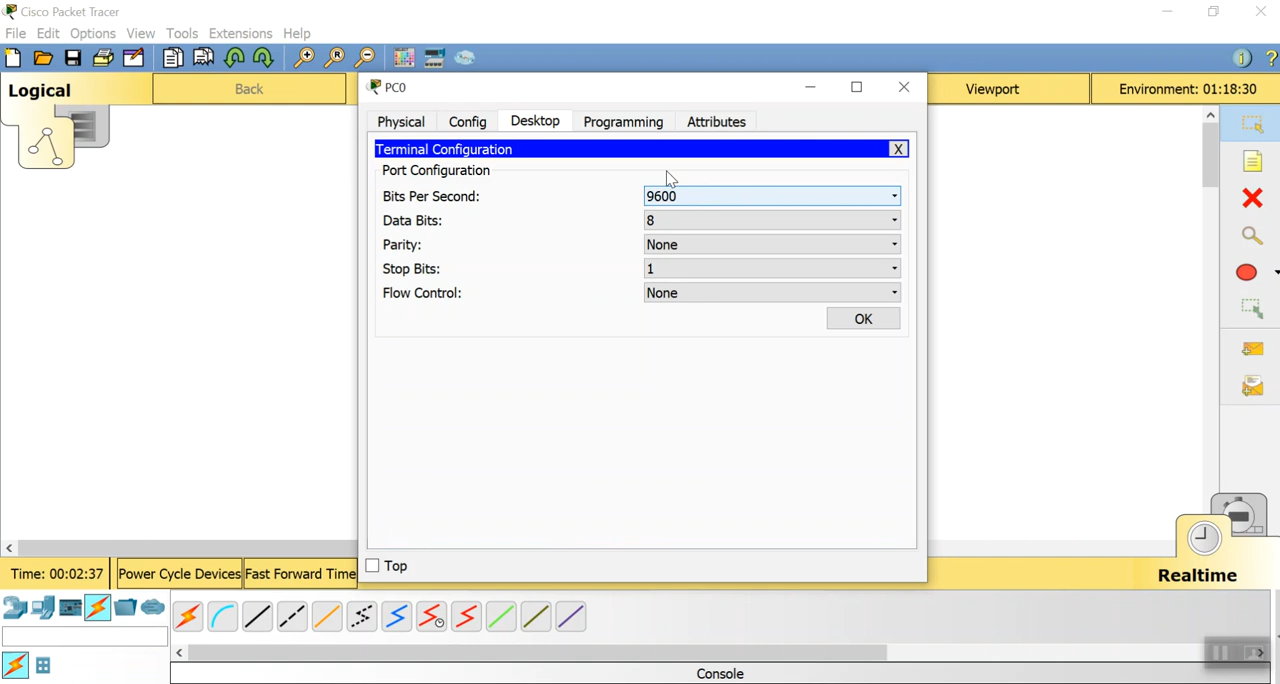 Cisco Packet Tracer
File Edit Options View Tools Extensions Help
Logical
Back
Viewport
Environment: 01:18:30
PC0
Physical Config Desktop Programming Attributes
Terminal Configuration X
Port Configuration
Bits Per Second: 9600
Data Bits: 8
Parity: None
Stop Bits: 1
Flow Control: None
OK
Top
Time: 00:02:37 Power Cycle Devices Fast Forward Time
Realtime
Console